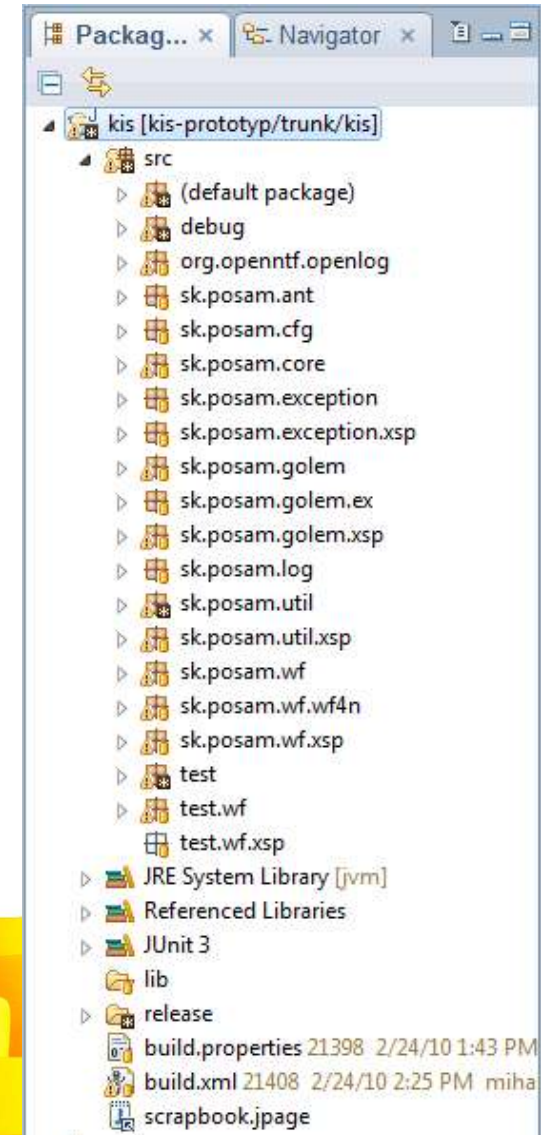 Packag...
Navigator
kis [kis-prototyp/trunk/kis]
src
(default package)
debug
org.openntf.openlog
sk.posam.ant
sk.posam.cfg
sk.posam.core
sk.posam.exception
sk.posam.exception.xsp
sk.posam.golem
sk.posam.golem.ex
sk.posam.golem.xsp
sk.posam.log
sk.posam.util
sk.posam.util.xsp
sk.posam.wf
sk.posam.wf.wf4n
sk.posam.wf.xsp
test
test.wf
test.wf.xsp
JRE System Library [jvm]
Referenced Libraries
JUnit 3
lib
release
build.properties 21398 2/24/10 1:43 PM
build.xml 21408 2/24/10 2:25 PM miha
scrapbook.jpage